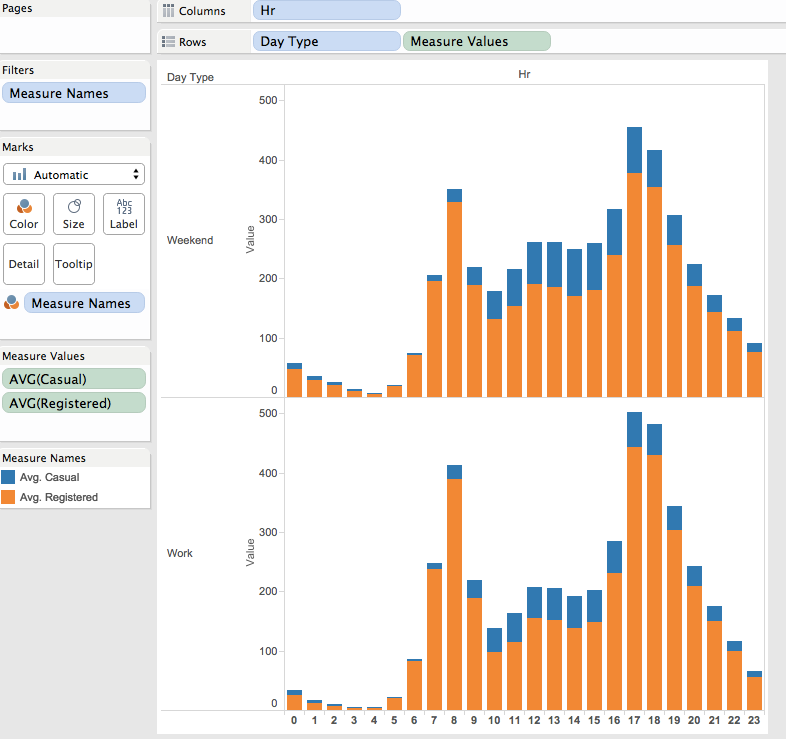 Pages
Columns
Hr
Rows
Day Type
Measure Values
Filters
Measure Names
Marks
Automatic
Color
Size
Abc
123
Label
Detail
Tooltip
Measure Names
Measure Values
AVG(Casual)
AVG(Registered)
Measure Names
Avg. Casual
Avg. Registered
Day Type
Hr
Weekend
Value
500
400
300
200
100
0
Work
Value
500
400
300
200
100
0
0 1 2 3 4 5 6 7 8 9 10 11 12 13 14 15 16 17 18 19 20 21 22 23